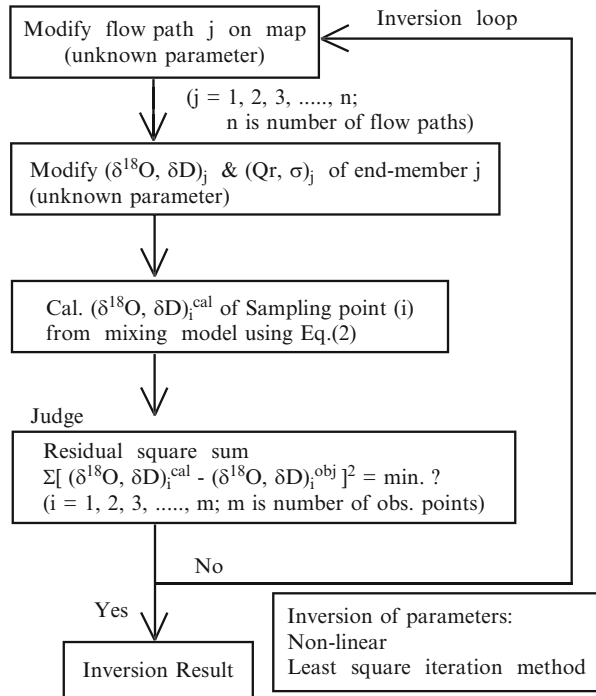 Modify flow path j on map
(unknown parameter)
Inversion loop
(j = 1, 2, 3, ....., n;
n is number of flow paths)
Modify (δ¹⁸O, δD)ⱼ & (Qr, σ)ⱼ of end-member j
(unknown parameter)
Cal. (δ¹⁸O, δD)ᵢᶜᵃˡ of Sampling point (i)
from mixing model using Eq.(2)
Judge
Residual square sum
Σ[ (δ¹⁸O, δD)ᵢᶜᵃˡ - (δ¹⁸O, δD)ᵢᵒᵇʲ ]² = min. ?
(i = 1, 2, 3, ....., m; m is number of obs. points)
No
Yes
Inversion Result
Inversion of parameters:
Non-linear
Least square iteration method